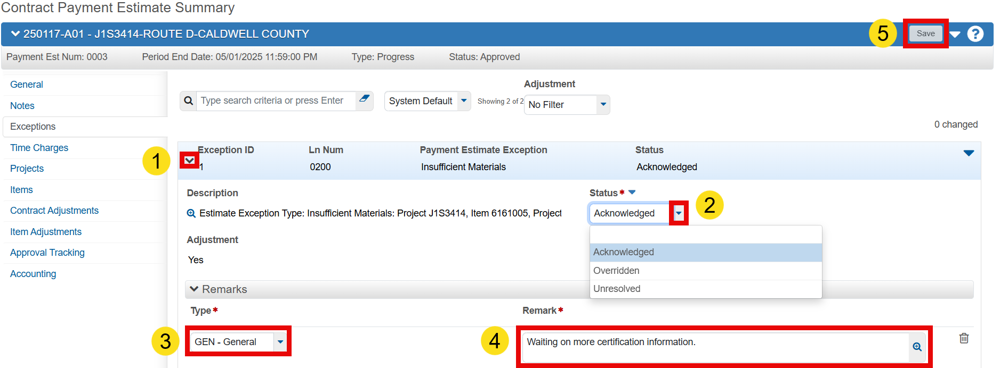 Contract Payment Estimate Summary
250117-A01 - J1S3414-ROUTE D-CALDWELL COUNTY
5
Save
?
Payment Est Num: 0003 Period End Date: 05/01/2025 11:59:00 PM Type: Progress Status: Approved
General
Notes
Exceptions
Time Charges
Projects
Items
Contract Adjustments
Item Adjustments
Approval Tracking
Accounting
Adjustment
Type search criteria or press Enter
System Default
Showing 2 of 2
No Filter
0 changed
1
Exception ID Ln Num Payment Estimate Exception Status
1 0200 Insufficient Materials Acknowledged
Description
Estimate Exception Type: Insufficient Materials: Project J1S3414, Item 6161005, Project
Status*
Acknowledged
2
Acknowledged
Overridden
Unresolved
Adjustment
Yes
Remarks
Type* Remark*
3
GEN - General
4
Waiting on more certification information.